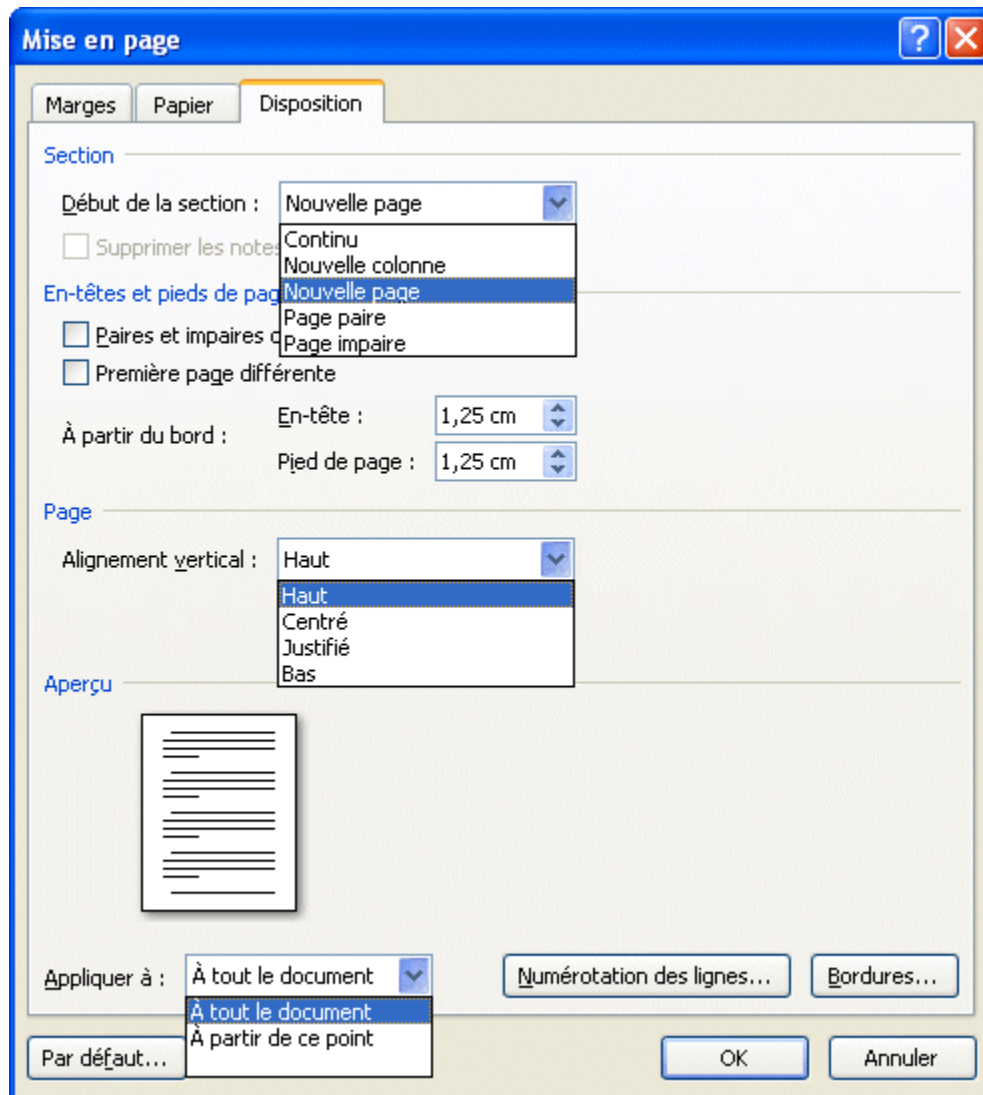 Mise en page
Marges Papier Disposition
Section
Début de la section : Nouvelle page
Continu
Supprimer les notes
Nouvelle colonne
En-têtes et pieds de pag
Nouvelle page
Page paire
Paires et impaires
Page impaire
Première page différente
À partir du bord :
En-tête : 1,25 cm
Pied de page : 1,25 cm
Page
Alignement vertical : Haut
Haut
Centré
Justifié
Bas
Aperçu
Appliquer à : À tout le document Numérotation des lignes... Bordures...
À tout le document
À partir de ce point
Par défaut... OK Annuler